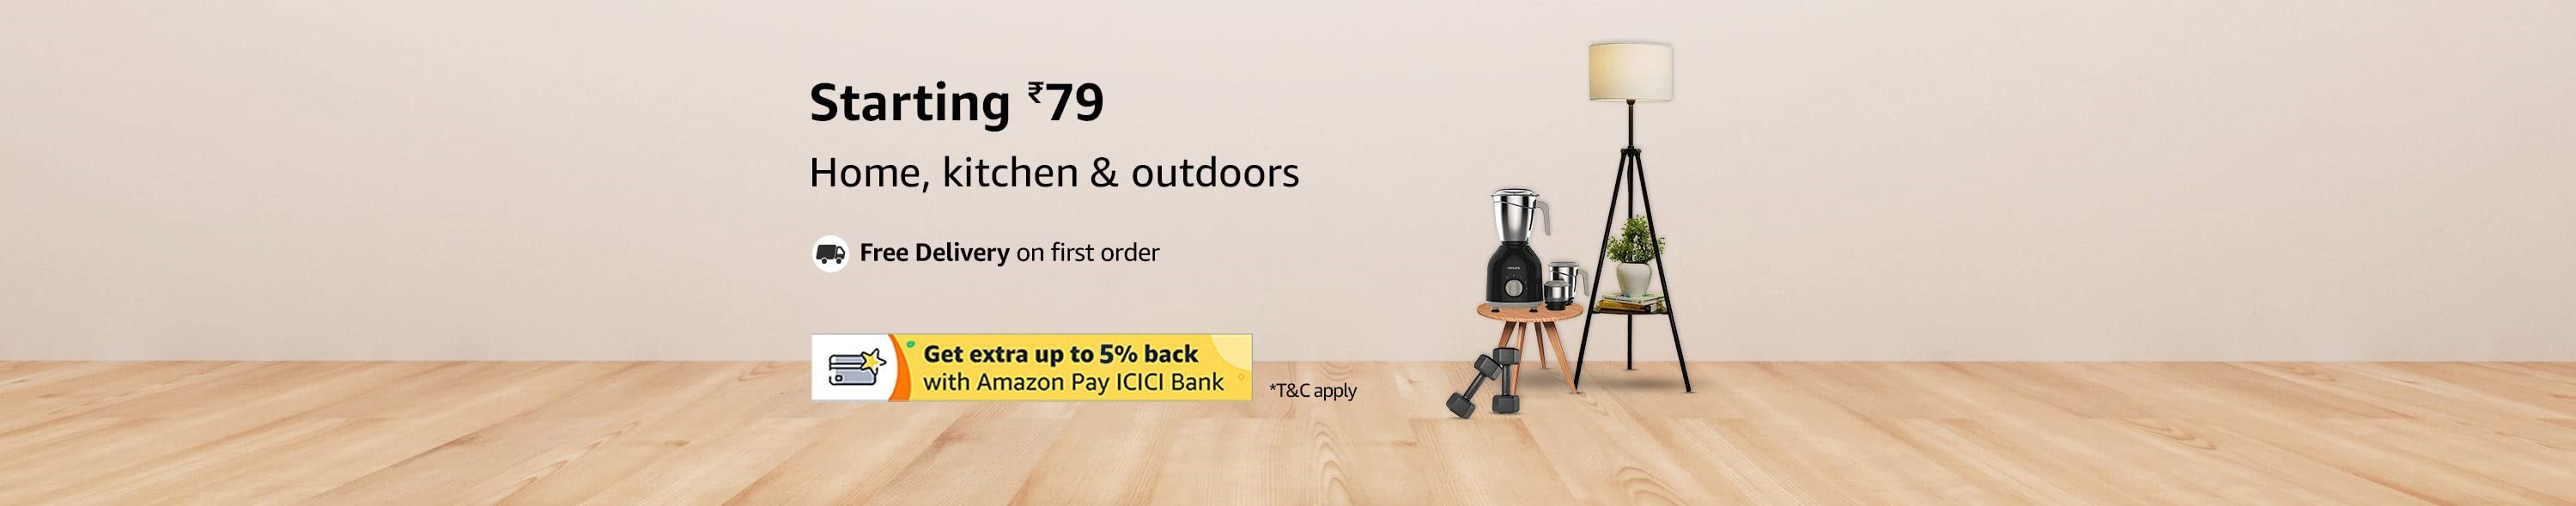 Starting ₹79
Home, kitchen & outdoors
Free Delivery on first order
Get extra up to 5% back
with Amazon Pay ICICI Bank
*T&C apply